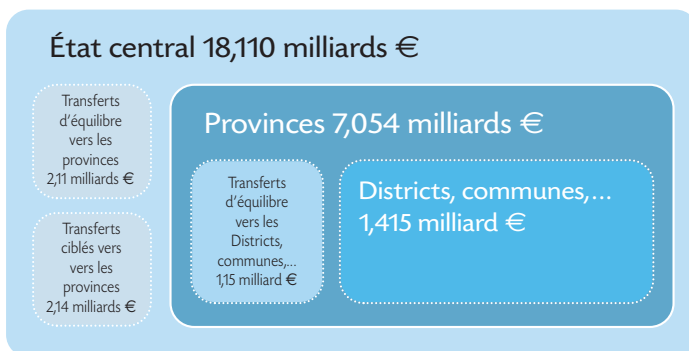 État central 18,110 milliards €
Transferts
d'équilibre
vers les
provinces
2,11 milliards €
Transferts
ciblés vers
vers les
provinces
2,14 milliards €
Provinces 7,054 milliards €
Transferts
d'équilibre
vers les
Districts,
communes,...
1,15 milliard €
Districts, communes,...
1,415 milliard €